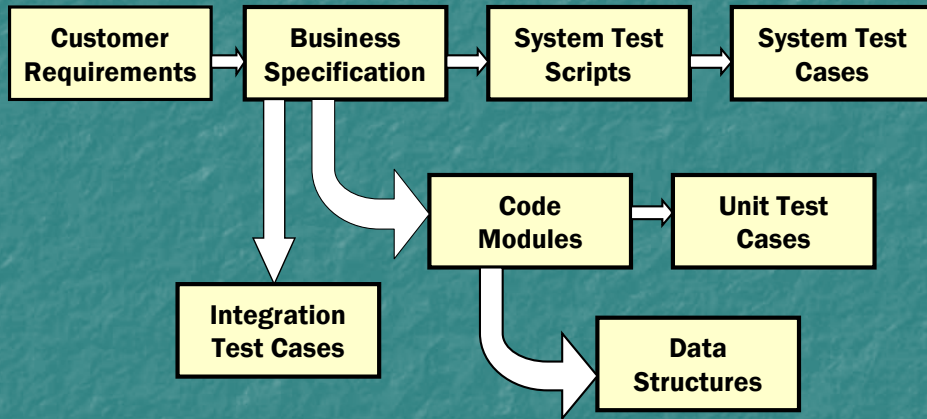 Customer
Requirements
Business
Specification
System Test
Scripts
System Test
Cases
Code
Modules
Unit Test
Cases
Integration
Test Cases
Data
Structures